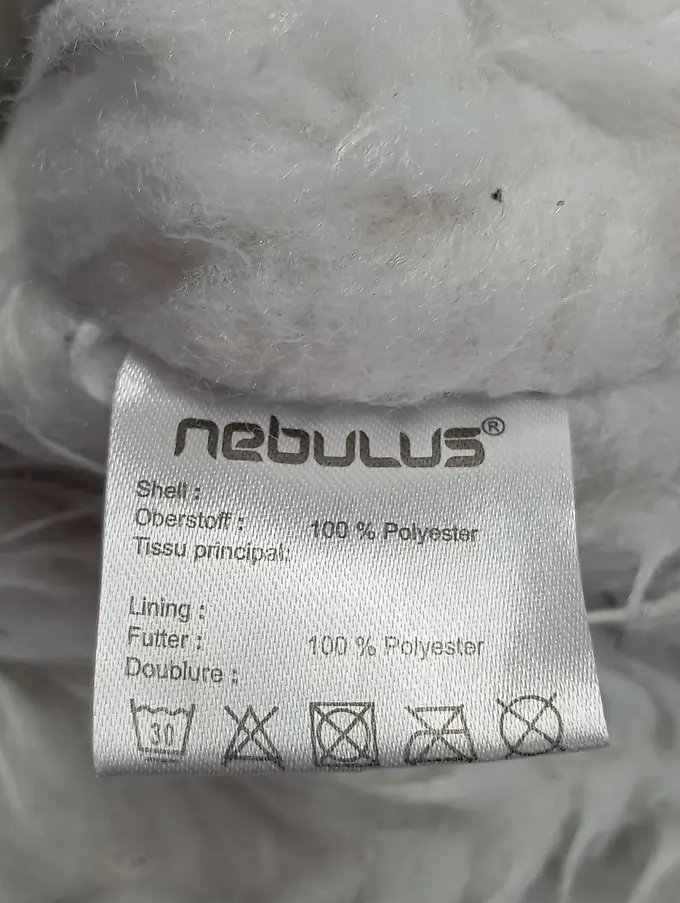 nebulus®
Shell :
Oberstoff : 100 % Polyester
Tissu principal:
Lining :
Futter : 100 % Polyester
Doublure :
30